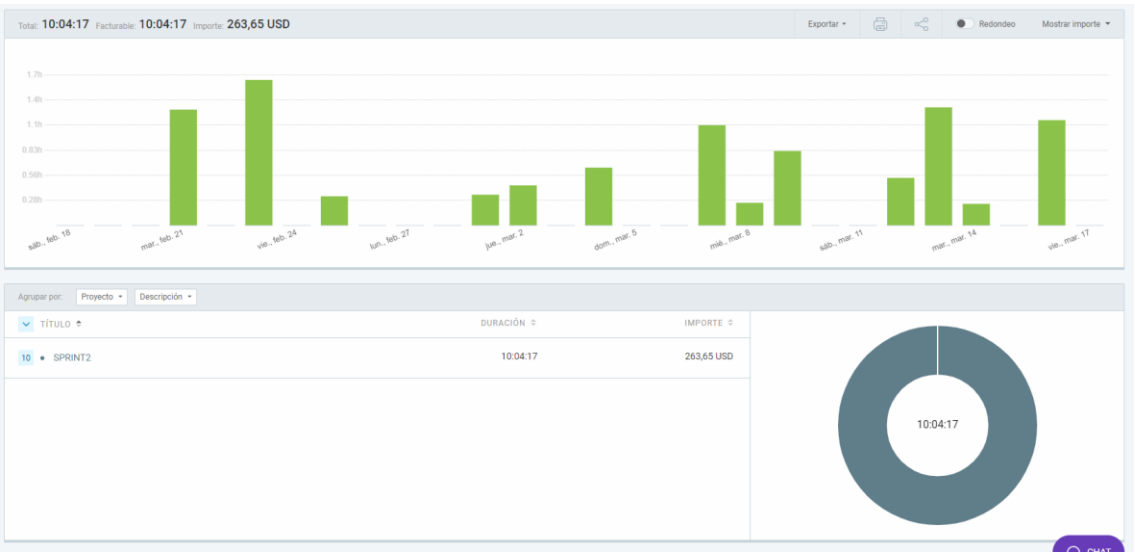 Total: 10:04:17 Facturable: 10:04:17 Importe: 263,65 USD Exportar Redondeo Mostrar importe
1.7h
1.4h
1.1h
0.83h
0.56h
0.28h
sáb., feb. 18 mar., feb. 21 vie., feb. 24 lun., feb. 27 jue., mar. 2 dom., mar. 5 mié., mar. 8 sáb., mar. 11 mar., mar. 14 vie., mar. 17
Agrupar por: Proyecto Descripción
TÍTULO DURACIÓN IMPORTE
10 SPRINT2 10:04:17 263,65 USD
10:04:17
CHAT